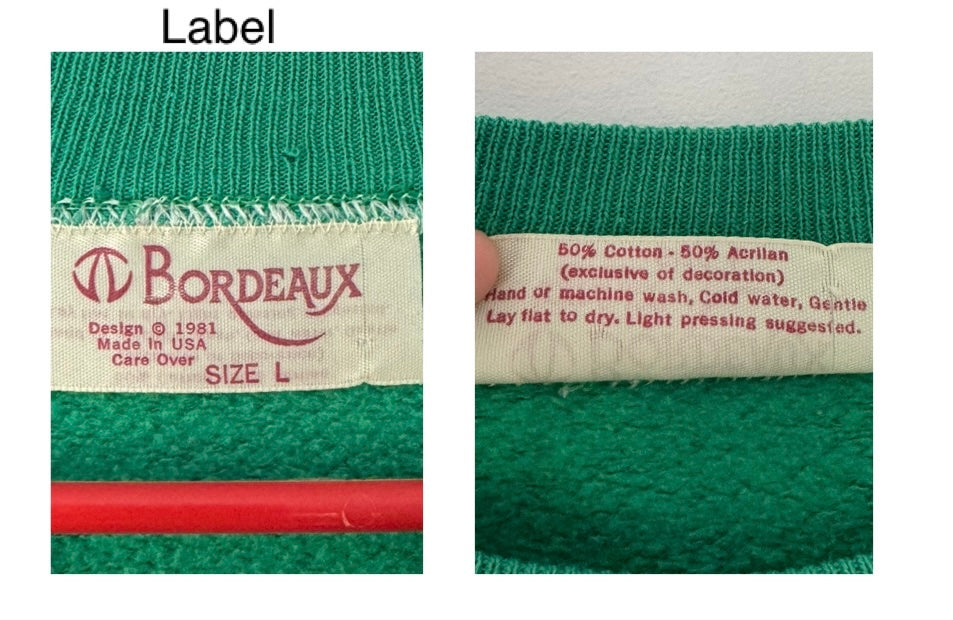 Label
BORDEAUX
Design © 1981
Made in USA
Care Over
SIZE L
50% Cotton - 50% Acrilan
(exclusive of decoration)
Hand or machine wash, Cold water, Gentle
Lay flat to dry. Light pressing suggested.